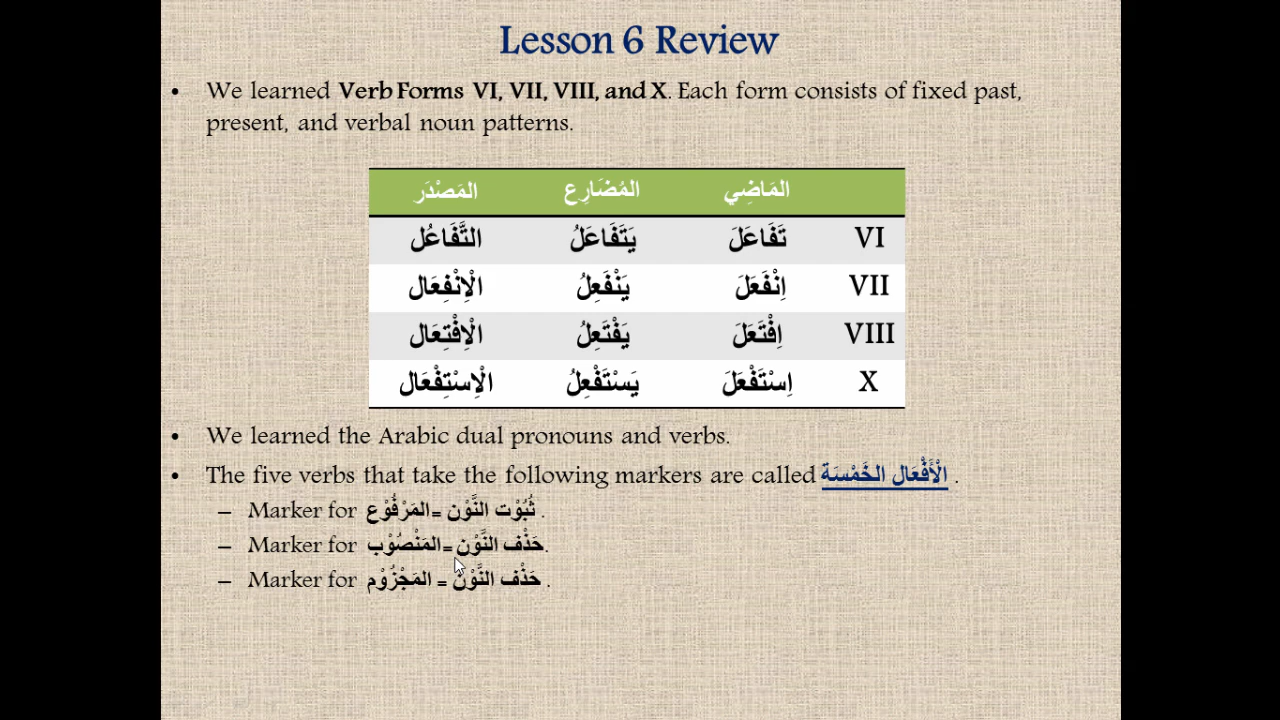 Lesson 6 Review
• We learned Verb Forms VI, VII, VIII, and X. Each form consists of fixed past,
present, and verbal noun patterns.
المَاضِي المُضَارِع المَصْدَر
VI تَفَاعَلَ يَتَفَاعَلُ التَّفَاعُل
VII اِنْفَعَلَ يَنْفَعِلُ الْاِنْفِعَال
VIII اِفْتَعَلَ يَفْتَعِلُ الْاِفْتِعَال
X اِسْتَفْعَلَ يَسْتَفْعِلُ الْاِسْتِفْعَال
• We learned the Arabic dual pronouns and verbs.
• The five verbs that take the following markers are called الْأَفْعَال الخَمْسَة .
– Marker for المَرْفُوْع = ثُبُوْت النَّوْن .
– Marker for المَنْصُوْب = حَذْف النَّوْن.
– Marker for المَجْزُوْم = حَذْف النَّوْن .